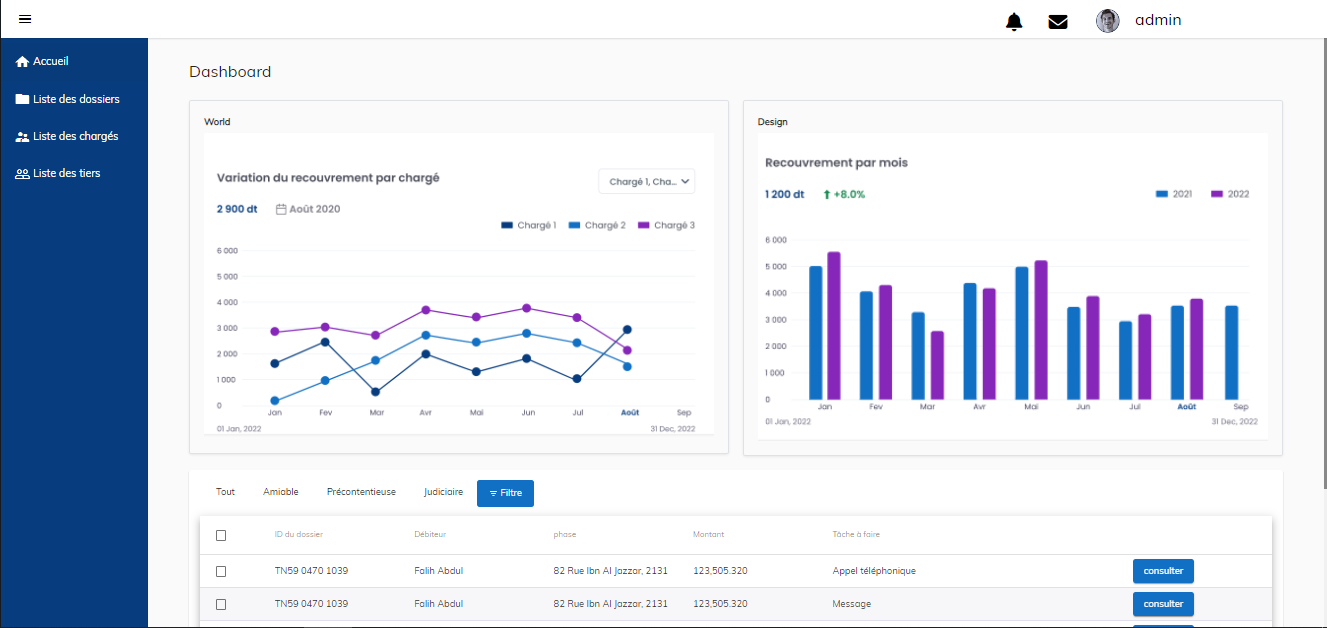 admin
Accueil
Liste des dossiers
Liste des chargés
Liste des tiers
Dashboard
World
Variation du recouvrement par chargé
Chargé 1, Cha...
2 900 dt Août 2020
Chargé 1 Chargé 2 Chargé 3
6 000
5 000
4 000
3 000
2 000
1 000
0
Jan Fev Mar Avr Mai Jun Jul Août Sep
01 Jan, 2022 31 Dec, 2022
Design
Recouvrement par mois
1 200 dt +8.0% 2021 2022
6 000
5 000
4 000
3 000
2 000
1 000
0
Jan Fev Mar Avr Mai Jun Jul Août Sep
01 Jan, 2022 31 Dec, 2022
Tout Amiable Précontentieuse Judiciaire Filtre
ID du dossier Débiteur phase Montant Tâche à faire
TN59 0470 1039 Falih Abdul 82 Rue Ibn Al Jazzar, 2131 123,505.320 Appel téléphonique consulter
TN59 0470 1039 Falih Abdul 82 Rue Ibn Al Jazzar, 2131 123,505.320 Message consulter